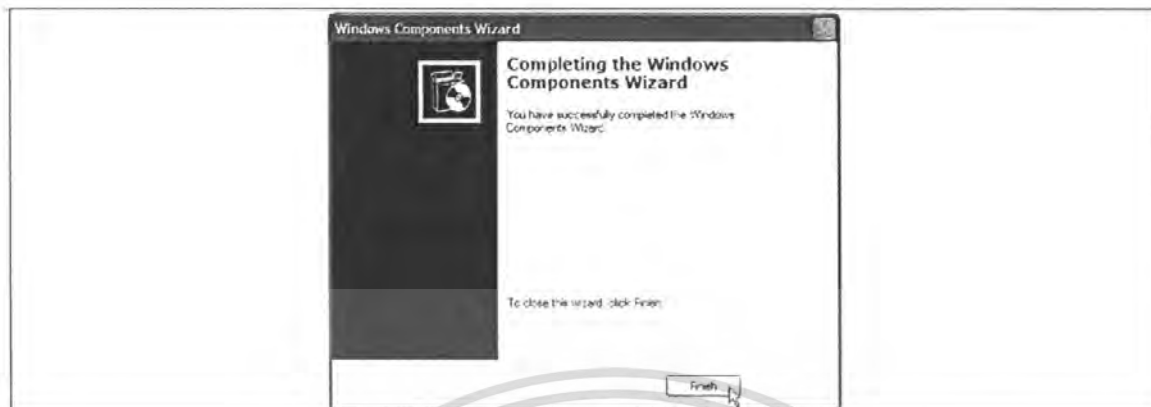 Windows Components Wizard
Completing the Windows
Components Wizard
You have successfully completed the Windows
Components Wizard.
To close this wizard, click Finish.
Finish